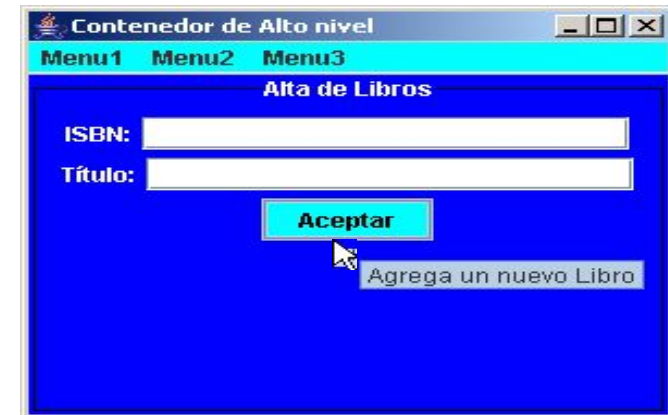 Contenedor de Alto nivel
Menu1 Menu2 Menu3
Alta de Libros
ISBN:
Título:
Aceptar
Agrega un nuevo Libro